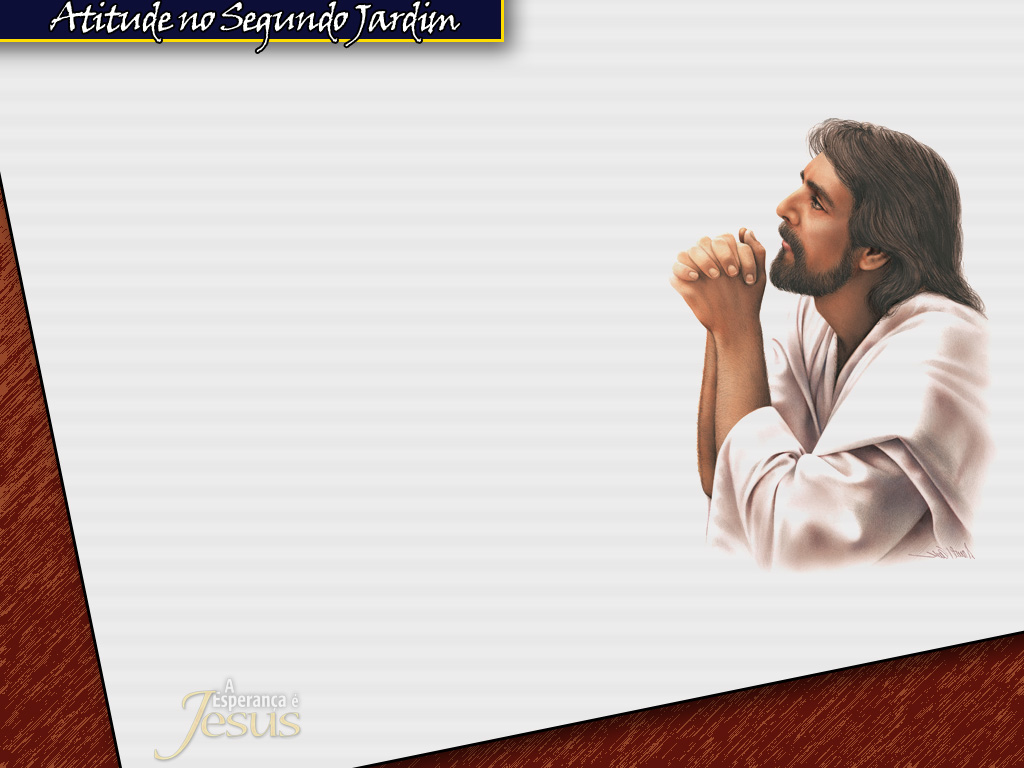 Atitude no Segundo Jardim
A
Esperança é
Jesus